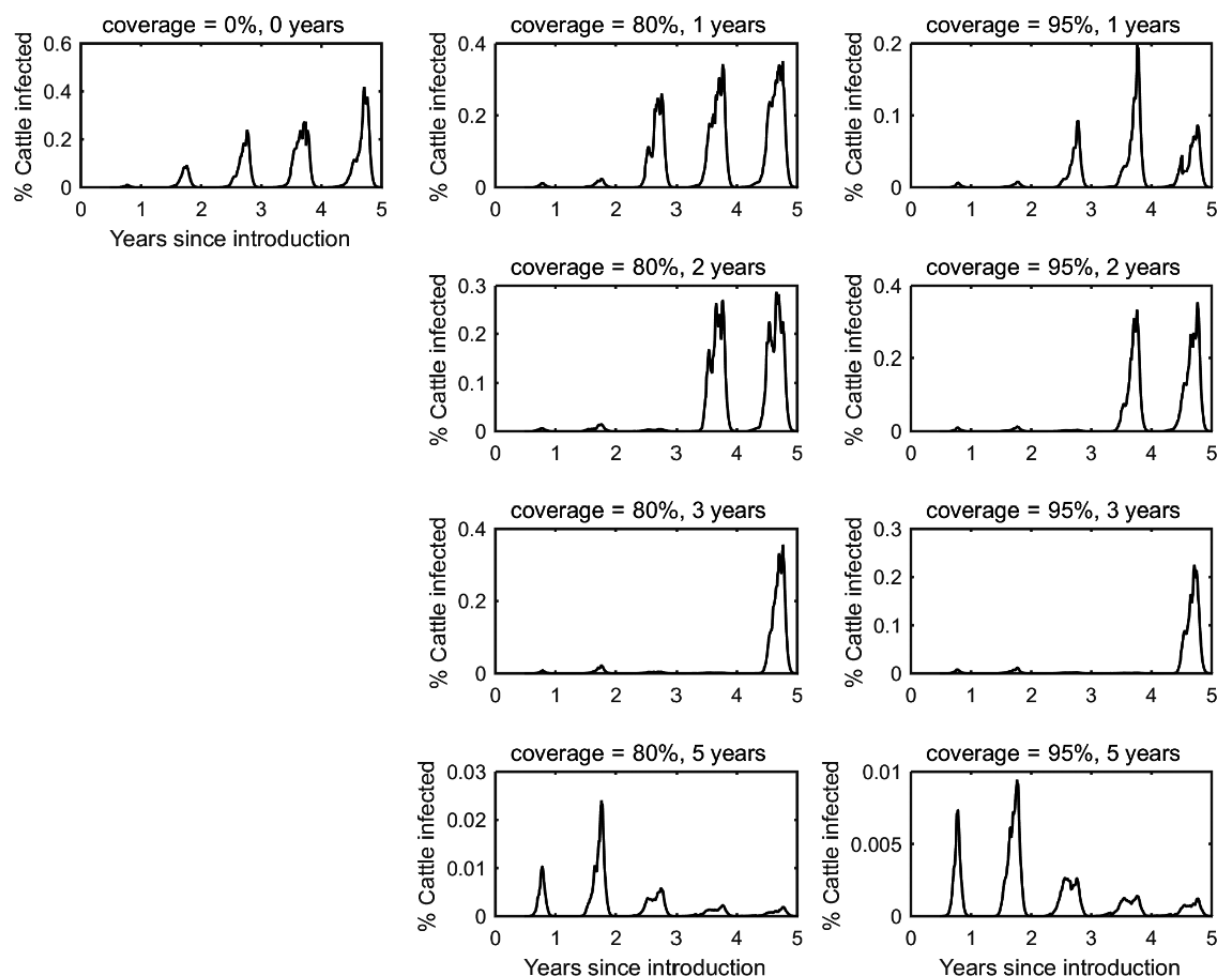 coverage = 0%, 0 years
% Cattle infected
0.6
0.4
0.2
0
0 1 2 3 4 5
Years since introduction
coverage = 80%, 1 years
% Cattle infected
0.4
0.2
0
0 1 2 3 4 5
coverage = 95%, 1 years
% Cattle infected
0.2
0.1
0
0 1 2 3 4 5
coverage = 80%, 2 years
% Cattle infected
0.3
0.2
0.1
0
0 1 2 3 4 5
coverage = 95%, 2 years
% Cattle infected
0.4
0.2
0
0 1 2 3 4 5
coverage = 80%, 3 years
% Cattle infected
0.4
0.2
0
0 1 2 3 4 5
coverage = 95%, 3 years
% Cattle infected
0.3
0.2
0.1
0
0 1 2 3 4 5
coverage = 80%, 5 years
% Cattle infected
0.03
0.02
0.01
0
0 1 2 3 4 5
Years since introduction
coverage = 95%, 5 years
% Cattle infected
0.01
0.005
0
0 1 2 3 4 5
Years since introduction